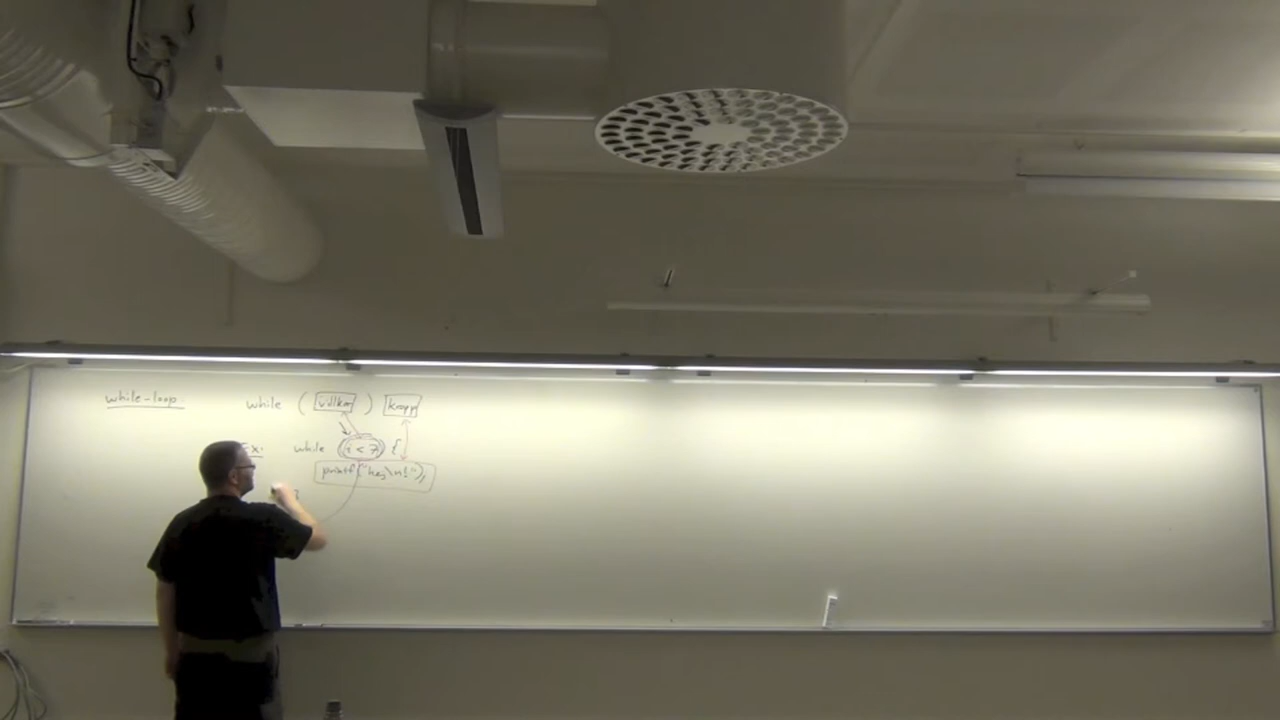 while-loop:
while ( villkor ) kropp
Ex: while (i < 7) {
printf("hej\n");
}